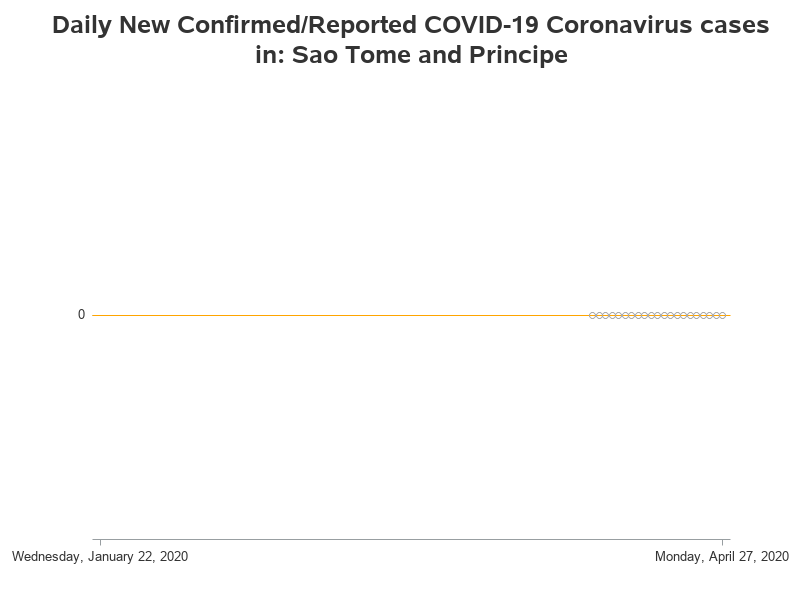 Daily New Confirmed/Reported COVID-19 Coronavirus cases
in: Sao Tome and Principe
0
Wednesday, January 22, 2020
Monday, April 27, 2020